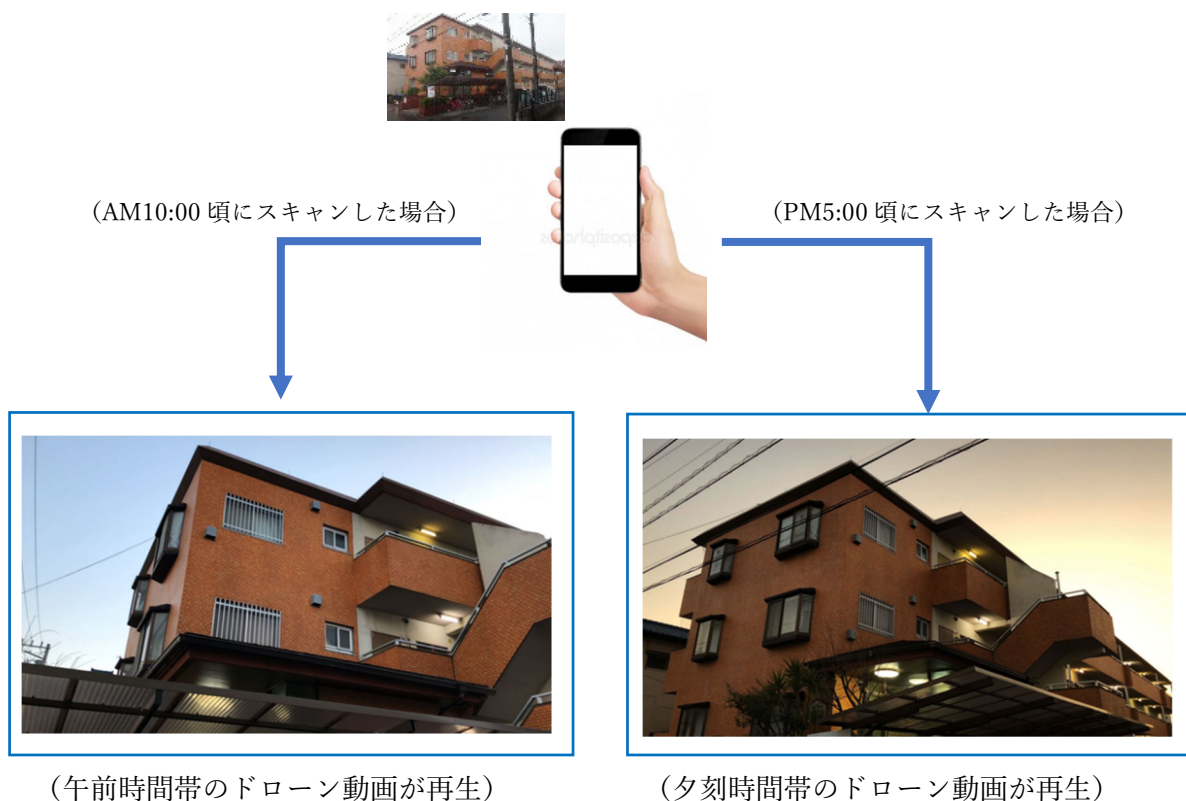 （AM10:00 頃にスキャンした場合）
（PM5:00 頃にスキャンした場合）
（午前時間帯のドローン動画が再生）
（夕刻時間帯のドローン動画が再生）